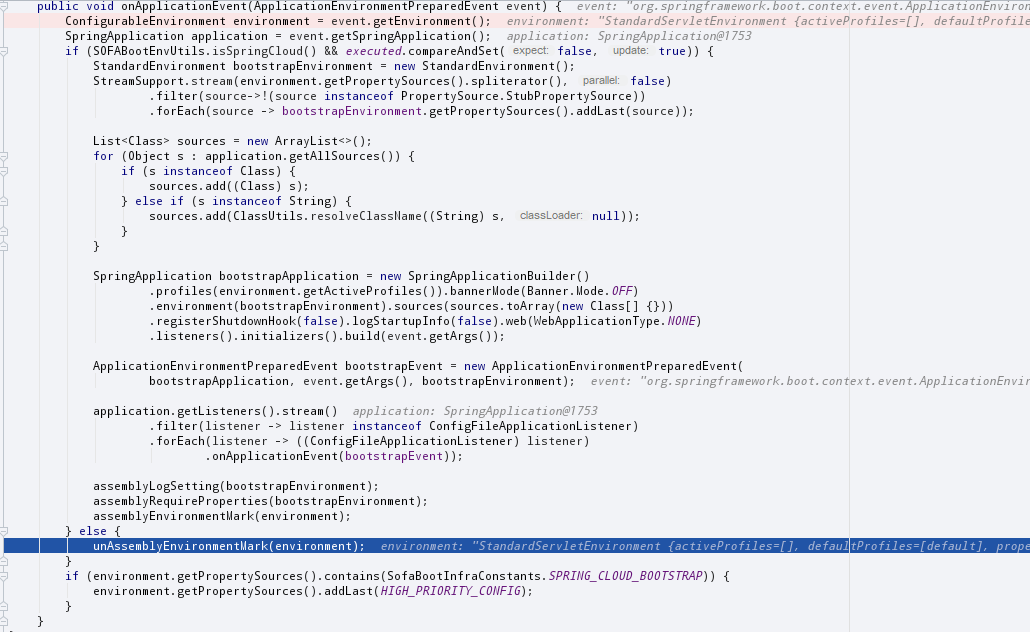 public void onApplicationEvent(ApplicationEnvironmentPreparedEvent event) {  event: "org.springframework.boot.context.event.ApplicationEnviron
    ConfigurableEnvironment environment = event.getEnvironment();  environment: "StandardServletEnvironment {activeProfiles=[], defaultProfile
    SpringApplication application = event.getSpringApplication();  application: SpringApplication@1753
    if (SOFABootEnvUtils.isSpringCloud() && executed.compareAndSet( expect: false,  update: true)) {
        StandardEnvironment bootstrapEnvironment = new StandardEnvironment();
        StreamSupport.stream(environment.getPropertySources().spliterator(),  parallel: false)
                .filter(source->!(source instanceof PropertySource.StubPropertySource))
                .forEach(source -> bootstrapEnvironment.getPropertySources().addLast(source));

        List<Class> sources = new ArrayList<>();
        for (Object s : application.getAllSources()) {
            if (s instanceof Class) {
                sources.add((Class) s);
            } else if (s instanceof String) {
                sources.add(ClassUtils.resolveClassName((String) s,  classLoader: null));
            }
        }

        SpringApplication bootstrapApplication = new SpringApplicationBuilder()
                .profiles(environment.getActiveProfiles()).bannerMode(Banner.Mode.OFF)
                .environment(bootstrapEnvironment).sources(sources.toArray(new Class[] {}))
                .registerShutdownHook(false).logStartupInfo(false).web(WebApplicationType.NONE)
                .listeners().initializers().build(event.getArgs());

        ApplicationEnvironmentPreparedEvent bootstrapEvent = new ApplicationEnvironmentPreparedEvent(
                bootstrapApplication, event.getArgs(), bootstrapEnvironment);  event: "org.springframework.boot.context.event.ApplicationEnvir

        application.getListeners().stream()  application: SpringApplication@1753
                .filter(listener -> listener instanceof ConfigFileApplicationListener)
                .forEach(listener -> ((ConfigFileApplicationListener) listener)
                        .onApplicationEvent(bootstrapEvent));

        assemblyLogSetting(bootstrapEnvironment);
        assemblyRequireProperties(bootstrapEnvironment);
        assemblyEnvironmentMark(environment);
    } else {
        unAssemblyEnvironmentMark(environment);  environment: "StandardServletEnvironment {activeProfiles=[], defaultProfiles=[default], prope
    }
    if (environment.getPropertySources().contains(SofaBootInfraConstants.SPRING_CLOUD_BOOTSTRAP)) {
        environment.getPropertySources().addLast(HIGH_PRIORITY_CONFIG);
    }
}